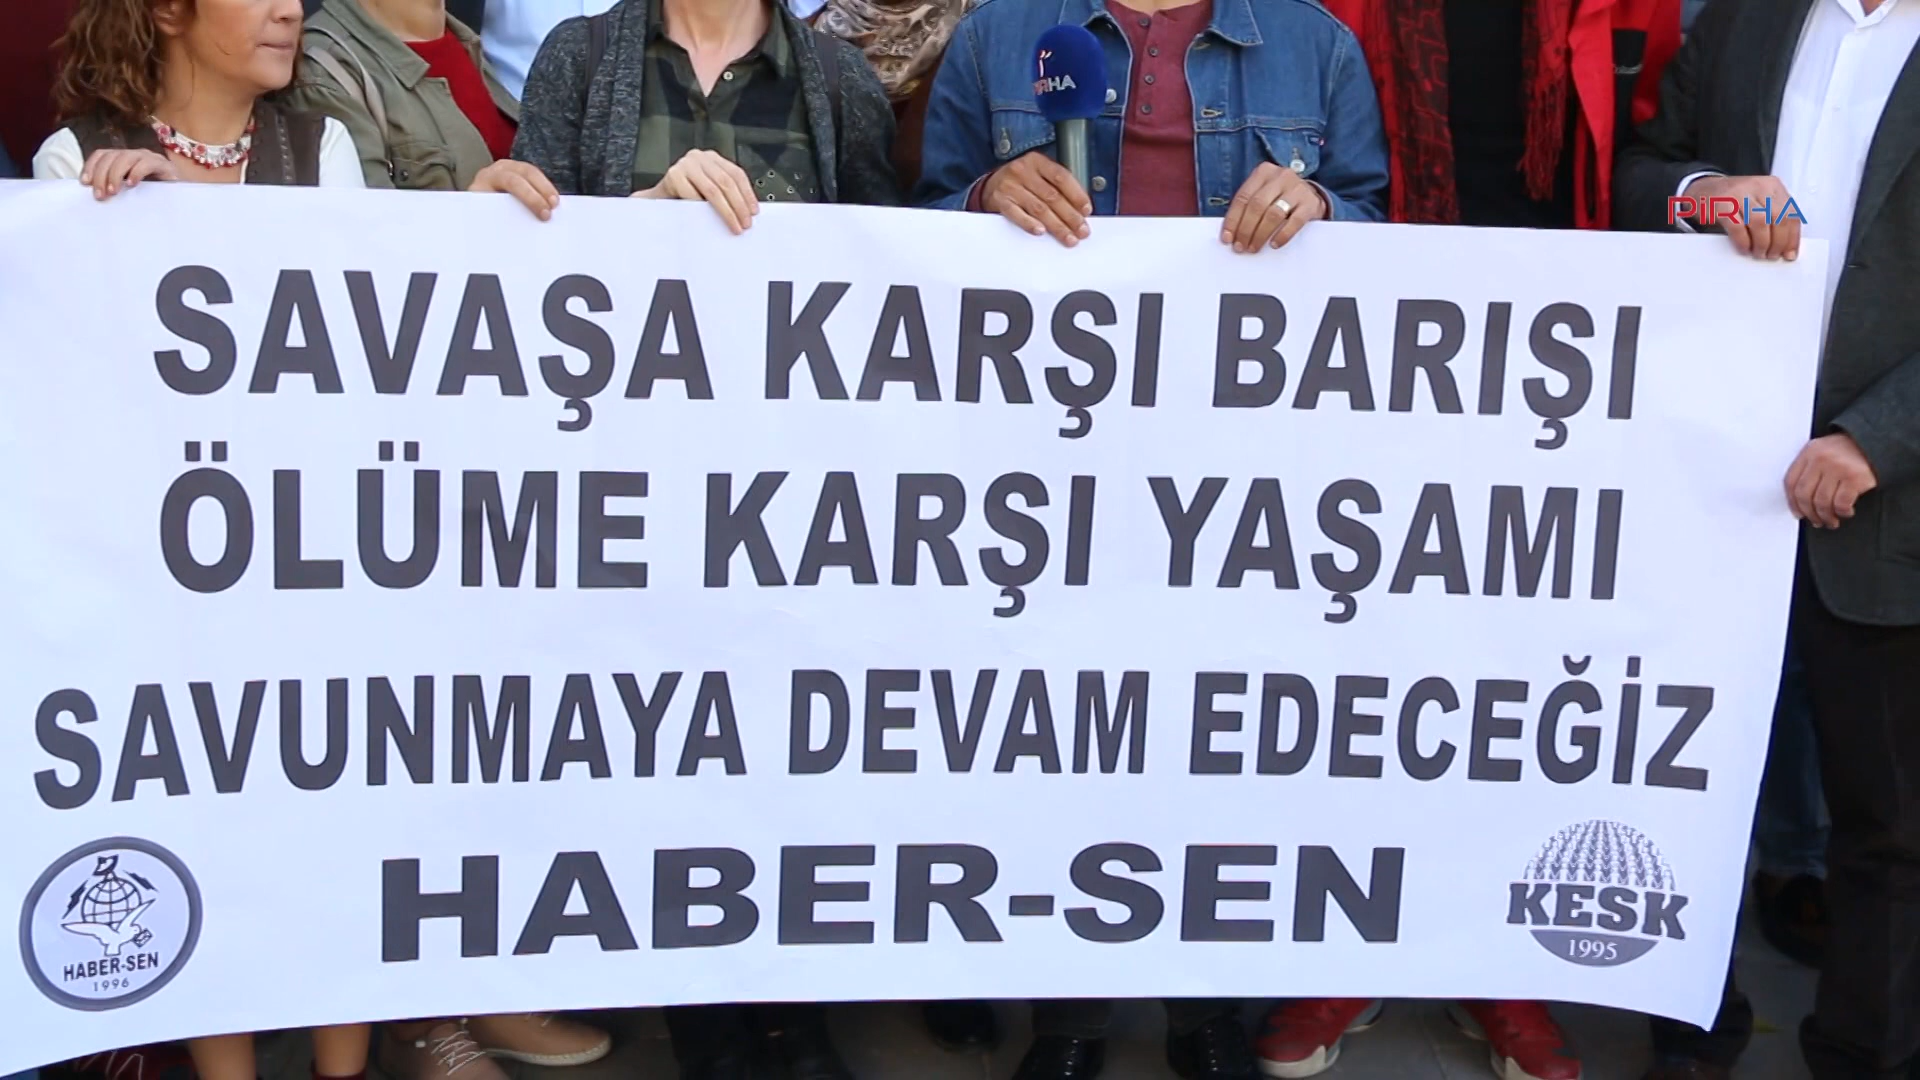 PİRHA
PİRHA
SAVAŞA KARŞI BARIŞI
ÖLÜME KARŞI YAŞAMI
SAVUNMAYA DEVAM EDECEĞİZ
HABER-SEN
HABER-SEN
1996
KESK
1995